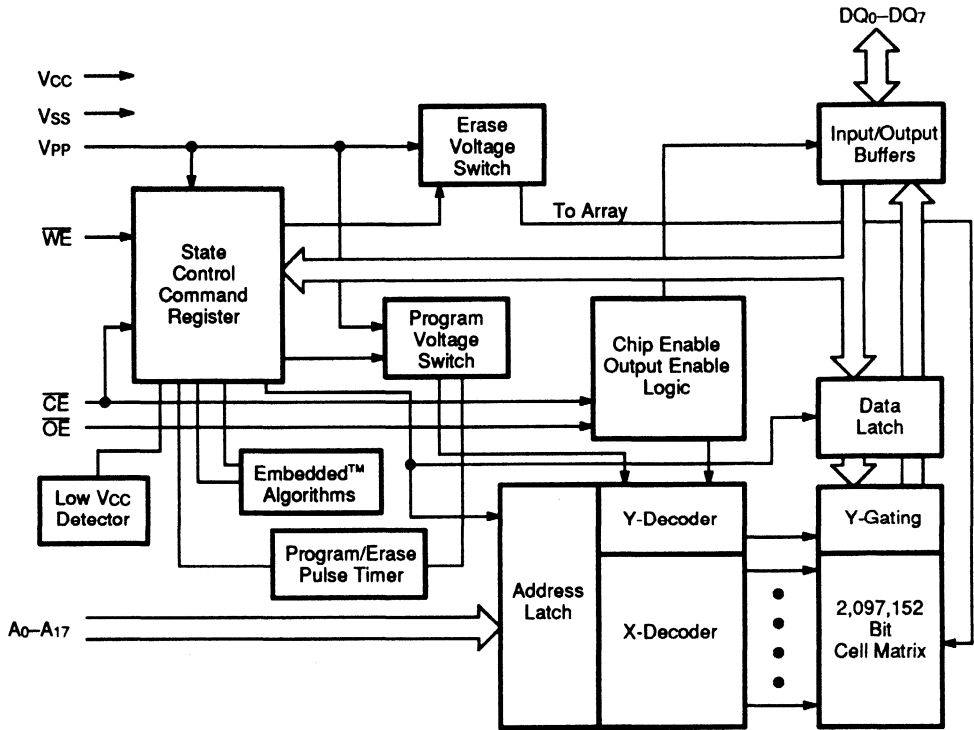 DQ0–DQ7
VCC
VSS
VPP
Erase
Voltage
Switch
Input/Output
Buffers
To Array
WE
State
Control
Command
Register
Program
Voltage
Switch
Chip Enable
Output Enable
Logic
CE
OE
Data
Latch
Low VCC
Detector
Embedded™
Algorithms
Program/Erase
Pulse Timer
Address
Latch
Y-Decoder
Y-Gating
A0–A17
X-Decoder
2,097,152
Bit
Cell Matrix